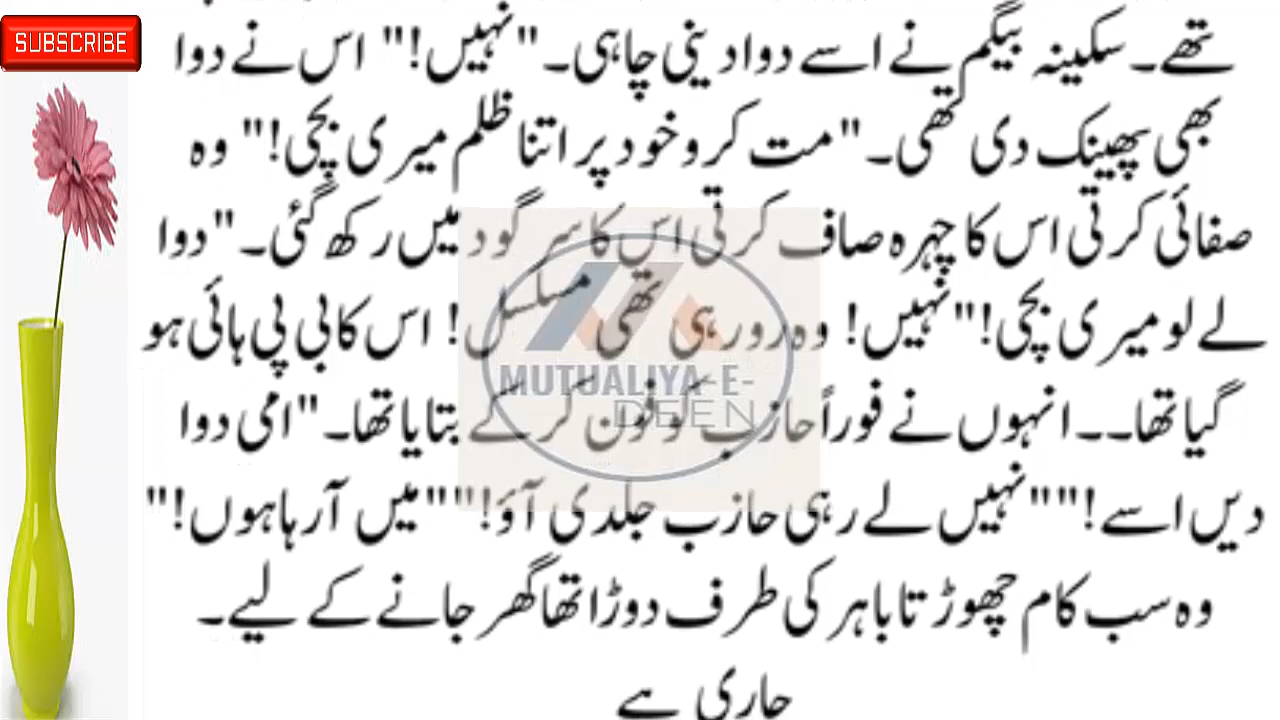 SUBSCRIBE
تھے۔ سکینہ بیگم نے اسے دوا دینی چاہی۔ "نہیں!" اس نے دوا
بھی پھینک دی تھی۔ "مت کرو خود پر اتنا ظلم میری بچی!" وہ
صفائی کرتی اس کا چہرہ صاف کرتی اس کا سر گود میں رکھ گئی۔ "دوا
لے لو میری بچی!" "نہیں! وہ رو رہی تھی مسلسل! اس کا بی پی ہائی ہو
گیا تھا۔۔ انہوں نے فوراً حازب کو فون کر کے بتایا تھا۔ "امی دوا
دیں اسے!" "نہیں لے رہی حازب جلدی آؤ!" "میں آ رہا ہوں!"
وہ سب کام چھوڑتا باہر کی طرف دوڑا تھا گھر جانے کے لیے۔
جاری ہے
MUTUALIYA-E-
DEEN